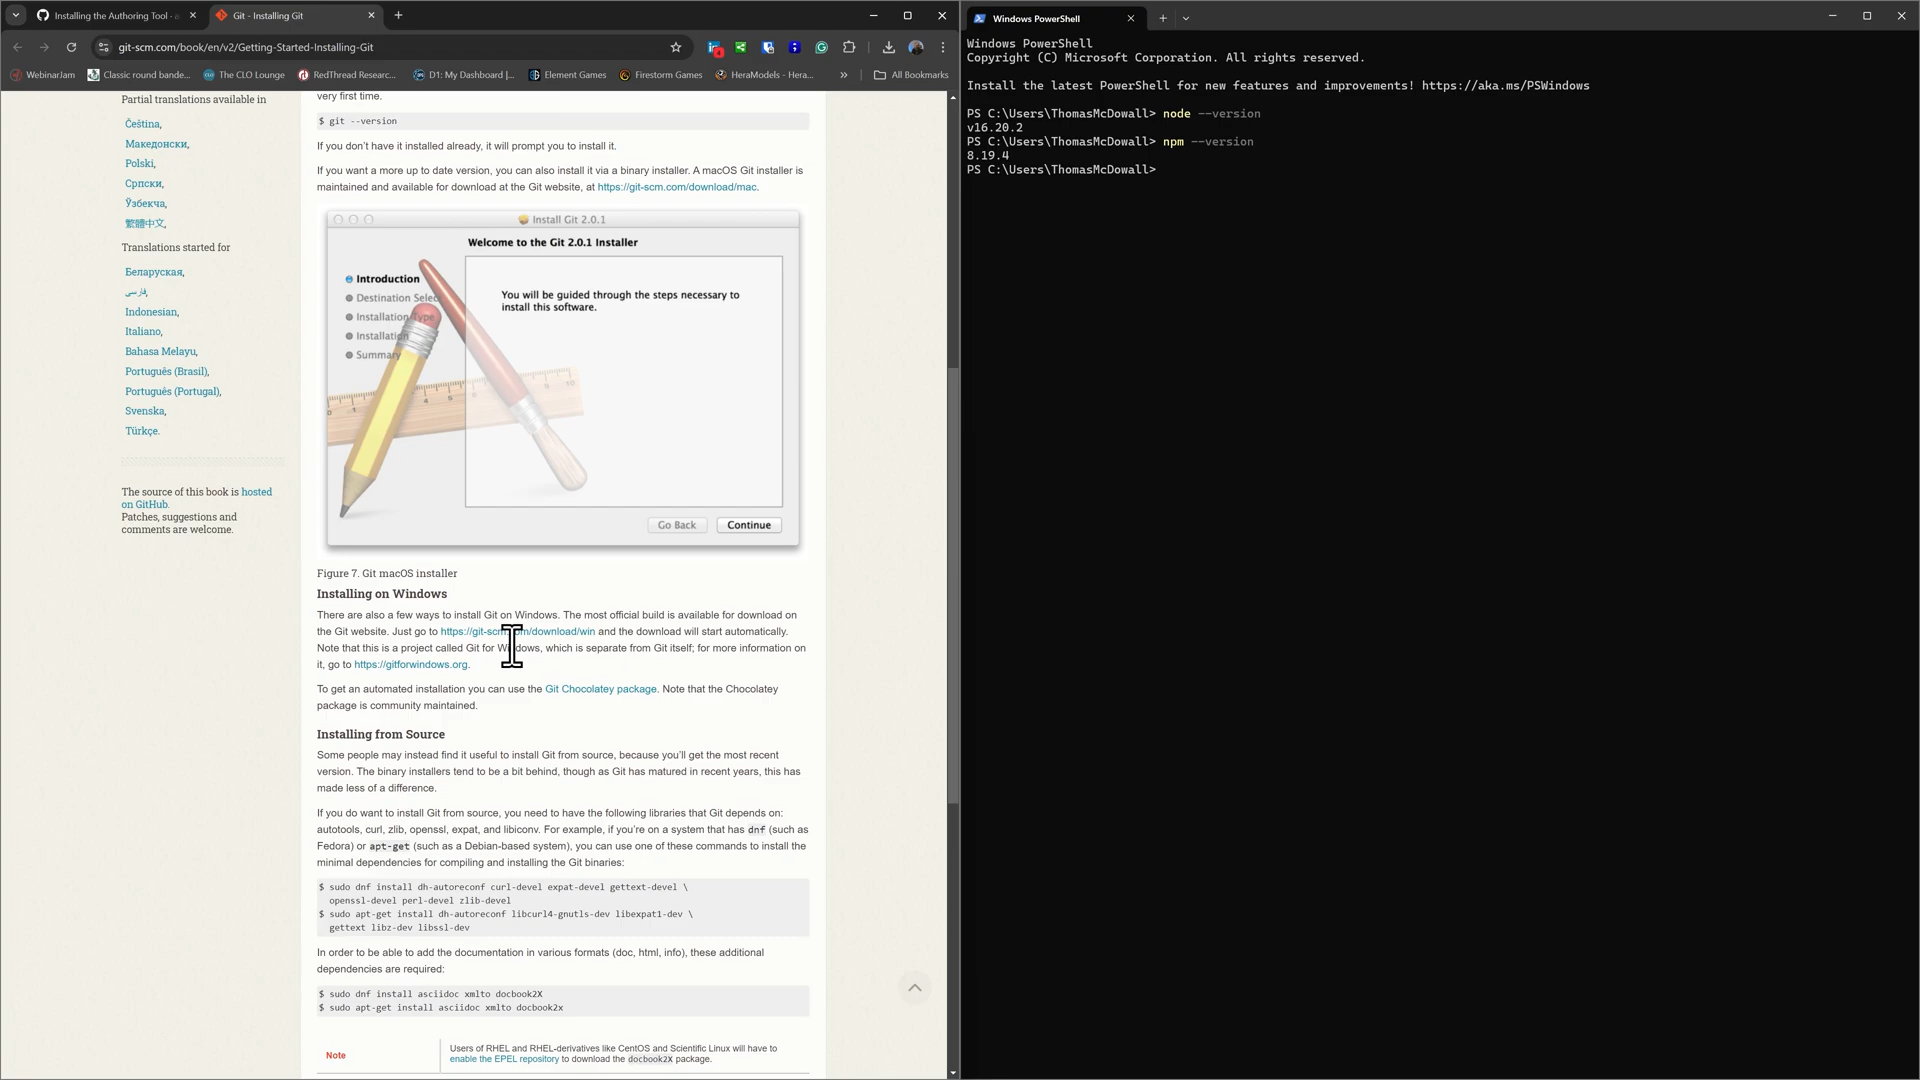 Installing the Authoring Tool - a
Git - Installing Git
git-scm.com/book/en/v2/Getting-Started-Installing-Git
WebinarJam
Classic round bande...
The CLO Lounge
RedThread Researc...
D1: My Dashboard |...
Element Games
Firestorm Games
HeraModels - Hera...
»
All Bookmarks
Partial translations available in
Čeština,
Македонски,
Polski,
Српски,
Ўзбекча,
繁體中文,
Translations started for
Беларуская,
فارسی,
Indonesian,
Italiano,
Bahasa Melayu,
Português (Brasil),
Português (Portugal),
Svenska,
Türkçe.
The source of this book is hosted
on GitHub.
Patches, suggestions and
comments are welcome.
very first time.
$ git --version
If you don’t have it installed already, it will prompt you to install it.
If you want a more up to date version, you can also install it via a binary installer. A macOS Git installer is
maintained and available for download at the Git website, at https://git-scm.com/download/mac.
Install Git 2.0.1
Welcome to the Git 2.0.1 Installer
Introduction
Destination Selec
Installation Type
Installation
Summary
You will be guided through the steps necessary to
install this software.
4 5 9 10
Go Back
Continue
Figure 7. Git macOS installer
Installing on Windows
There are also a few ways to install Git on Windows. The most official build is available for download on
the Git website. Just go to https://git-scm.com/download/win and the download will start automatically.
Note that this is a project called Git for Windows, which is separate from Git itself; for more information on
it, go to https://gitforwindows.org.
To get an automated installation you can use the Git Chocolatey package. Note that the Chocolatey
package is community maintained.
Installing from Source
Some people may instead find it useful to install Git from source, because you’ll get the most recent
version. The binary installers tend to be a bit behind, though as Git has matured in recent years, this has
made less of a difference.
If you do want to install Git from source, you need to have the following libraries that Git depends on:
autotools, curl, zlib, openssl, expat, and libiconv. For example, if you’re on a system that has dnf (such as
Fedora) or apt-get (such as a Debian-based system), you can use one of these commands to install the
minimal dependencies for compiling and installing the Git binaries:
$ sudo dnf install dh-autoreconf curl-devel expat-devel gettext-devel \
openssl-devel perl-devel zlib-devel
$ sudo apt-get install dh-autoreconf libcurl4-gnutls-dev libexpat1-dev \
gettext libz-dev libssl-dev
In order to be able to add the documentation in various formats (doc, html, info), these additional
dependencies are required:
$ sudo dnf install asciidoc xmlto docbook2X
$ sudo apt-get install asciidoc xmlto docbook2x
Note
Users of RHEL and RHEL-derivatives like CentOS and Scientific Linux will have to
enable the EPEL repository to download the docbook2X package.
Windows PowerShell
Windows PowerShell
Copyright (C) Microsoft Corporation. All rights reserved.
Install the latest PowerShell for new features and improvements! https://aka.ms/PSWindows
PS C:\Users\ThomasMcDowall> node --version
v16.20.2
PS C:\Users\ThomasMcDowall> npm --version
8.19.4
PS C:\Users\ThomasMcDowall>